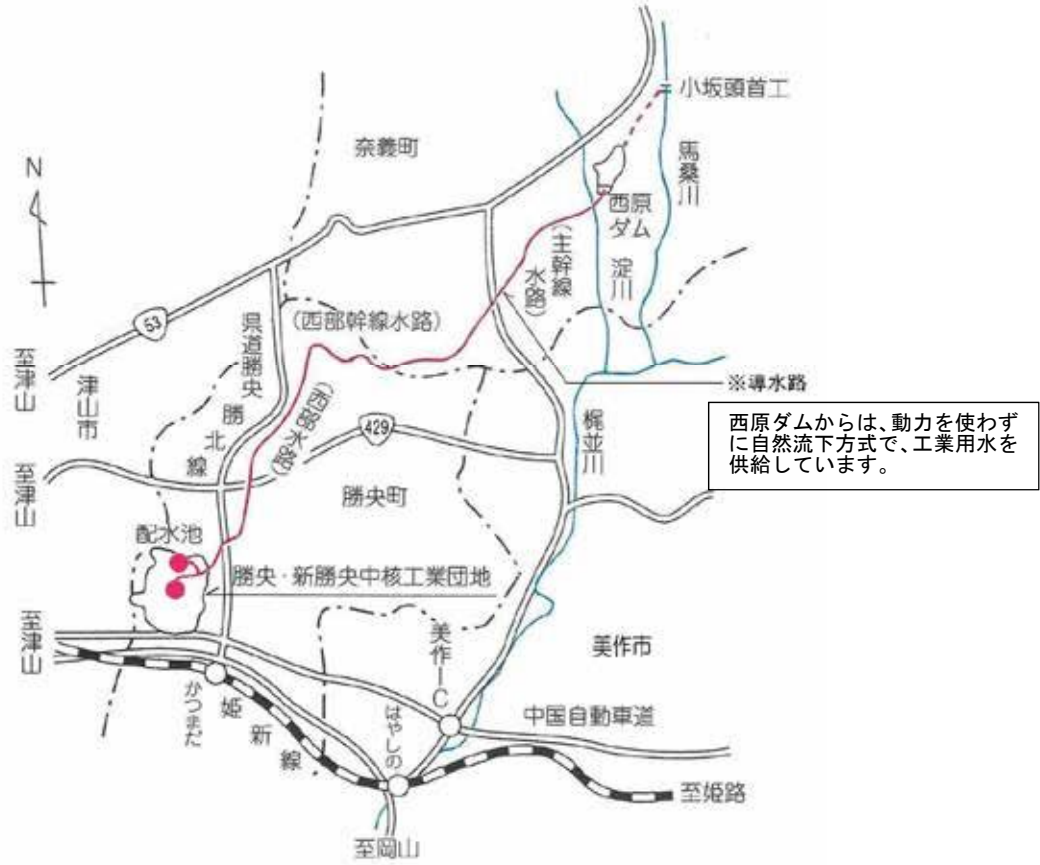 小坂頭首工
奈義町
馬桑川
N
西原
ダム
(主幹線
水路)
淀川
53
県道勝央
勝北線
(西部幹線水路)
至津山
津山市
※導水路
(西部水路)
429
梶並川
西原ダムからは、動力を使わず
に自然流下方式で、工業用水を
供給しています。
至津山
勝央町
配水池
勝央・新勝央中核工業団地
至津山
美作IC
美作市
かつまだ
姫新線
はやしの
中国自動車道
至姫路
至岡山